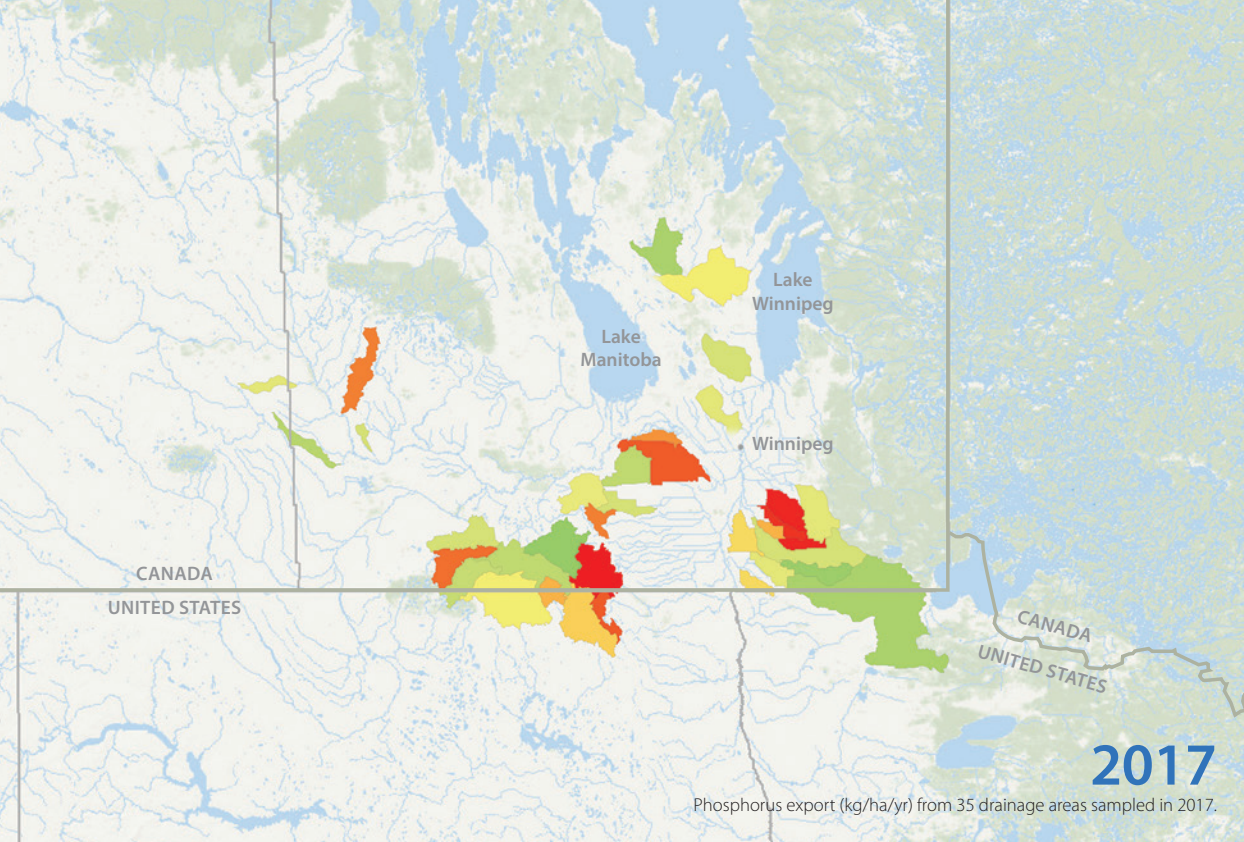 Lake
Winnipeg
Lake
Manitoba
Winnipeg
CANADA
UNITED STATES
CANADA
UNITED STATES
2017
Phosphorus export (kg/ha/yr) from 35 drainage areas sampled in 2017.